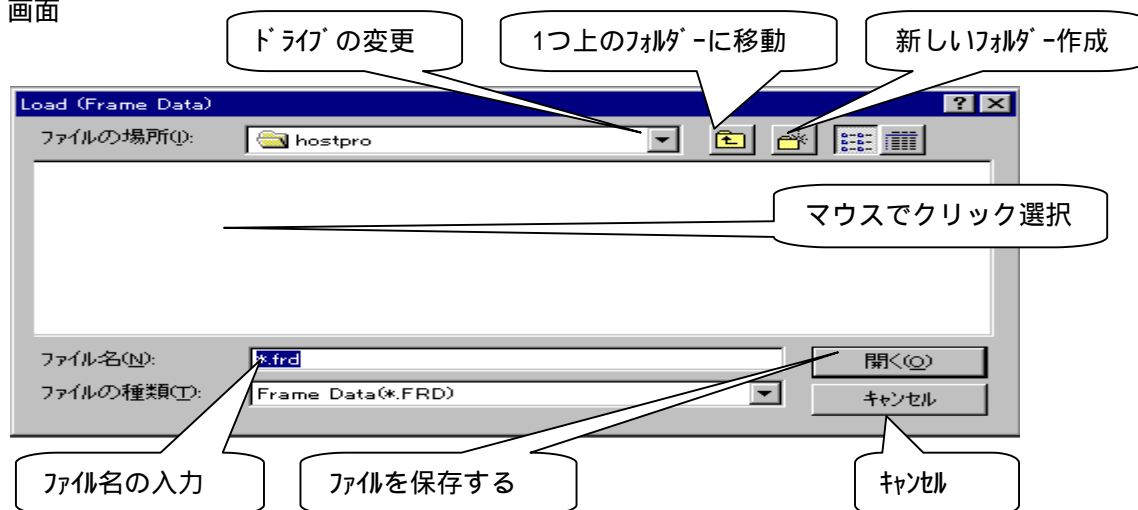 画面
ﾄﾞﾗｲﾌﾞの変更
1つ上のﾌｫﾙﾀﾞｰに移動
新しいﾌｫﾙﾀﾞｰ作成
Load (Frame Data)
ファイルの場所(I):
hostpro
マウスでクリック選択
ファイル名(N):
*.frd
開く(O)
ファイルの種類(T):
Frame Data(*.FRD)
キャンセル
ﾌｧｲﾙ名の入力
ﾌｧｲﾙを保存する
ｷｬﾝｾﾙ